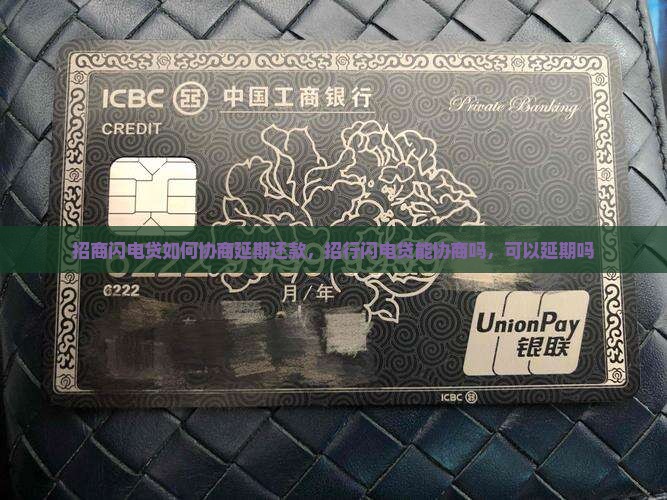 ICBC 中国工商银行
Private Banking
CREDIT
招商闪电贷如何协商延期还款，招行闪电贷能协商吗，可以延期吗
6222
月/年
UnionPay
银联
ICBC